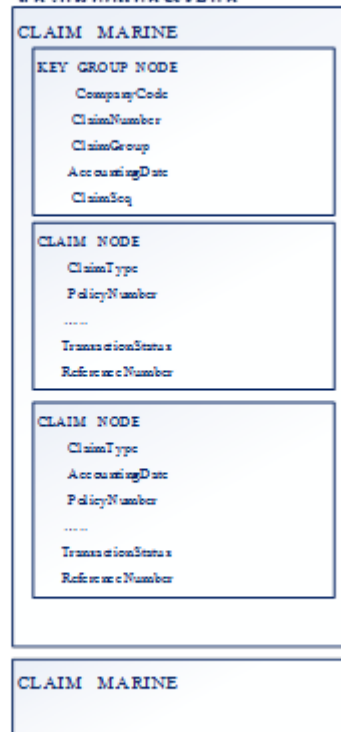 CLAIM MARINE
KEY GROUP NODE
CompanyCode
ClaimNumber
ClaimGroup
AccountingDate
ClaimSeq
CLAIM NODE
ClaimType
PolicyNumber
......
TransactionStatus
ReferenceNumber
CLAIM NODE
ClaimType
AccountingDate
PolicyNumber
......
TransactionStatus
ReferenceNumber
CLAIM MARINE